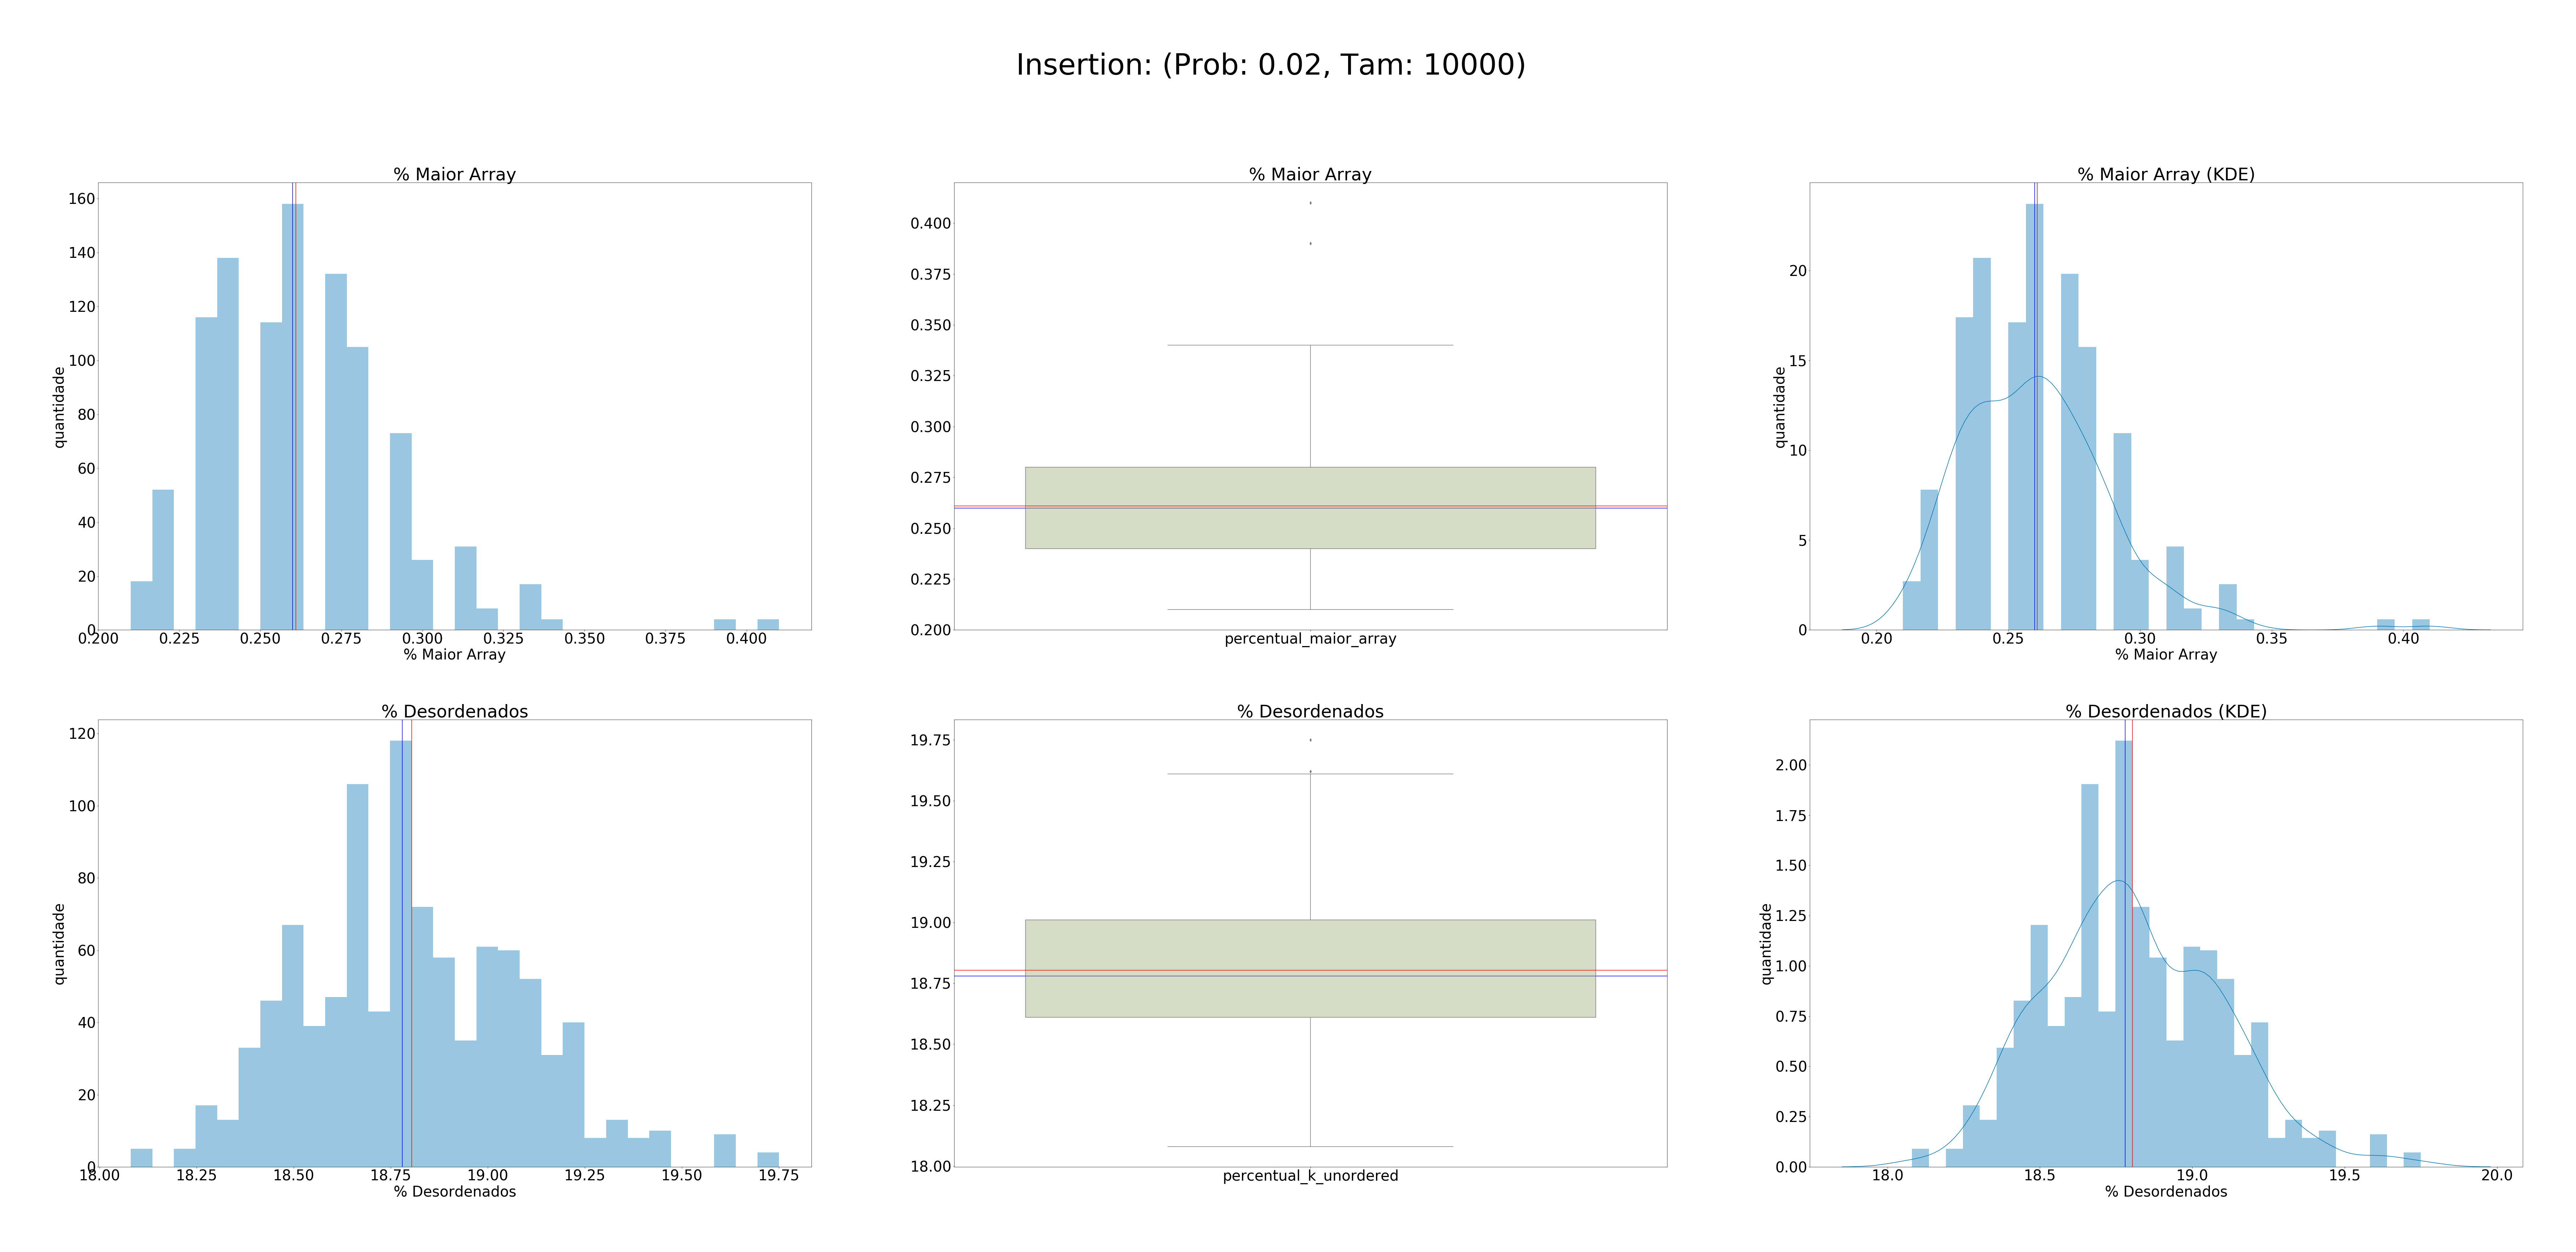 Insertion: (Prob: 0.02, Tam: 10000)
% Maior Array
160
140
120
100
80
60
40
20
0
quantidade
0.200 0.225 0.250 0.275 0.300 0.325 0.350 0.375 0.400
% Maior Array
% Maior Array
0.400
0.375
0.350
0.325
0.300
0.275
0.250
0.225
0.200
percentual_maior_array
% Maior Array (KDE)
20
15
10
5
0
quantidade
0.20 0.25 0.30 0.35 0.40
% Maior Array
% Desordenados
120
100
80
60
40
20
0
quantidade
18.00 18.25 18.50 18.75 19.00 19.25 19.50 19.75
% Desordenados
% Desordenados
19.75
19.50
19.25
19.00
18.75
18.50
18.25
18.00
percentual_k_unordered
% Desordenados (KDE)
2.00
1.75
1.50
1.25
1.00
0.75
0.50
0.25
0.00
quantidade
18.0 18.5 19.0 19.5 20.0
% Desordenados